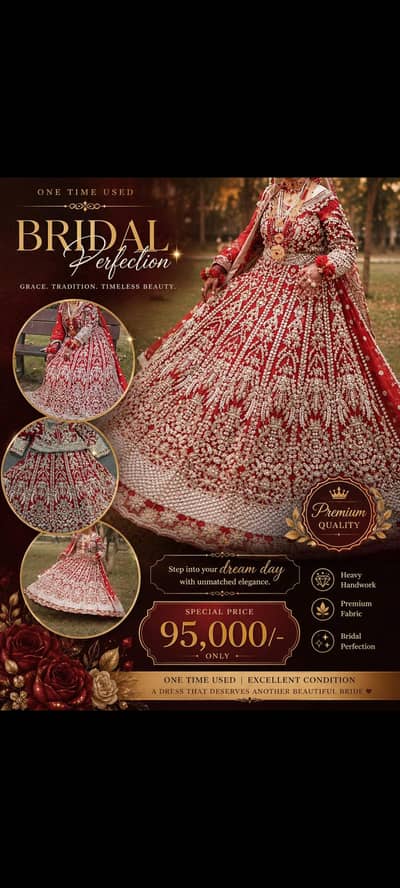 ONE TIME USED
BRIDAL
Perfection
GRACE. TRADITION. TIMELESS BEAUTY.
Premium
QUALITY
Step into your dream day
with unmatched elegance.
SPECIAL PRICE
95,000/-
ONLY
Heavy
Handwork
Premium
Fabric
Bridal
Perfection
ONE TIME USED | EXCELLENT CONDITION
A DRESS THAT DESERVES ANOTHER BEAUTIFUL BRIDE ♥